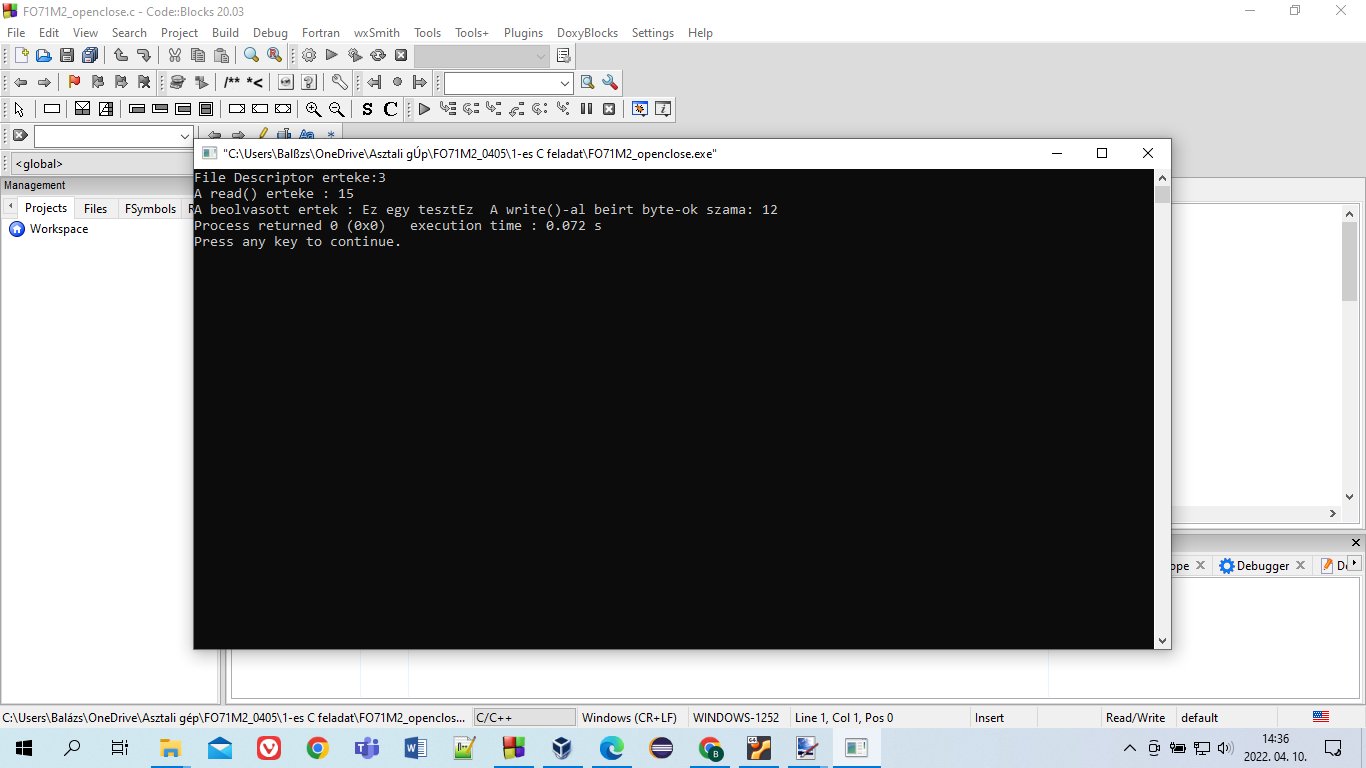 FO71M2_openclose.c - Code::Blocks 20.03
File Edit View Search Project Build Debug Fortran wxSmith Tools Tools+ Plugins DoxyBlocks Settings Help
/** *<
S C
<global>
"C:\Users\Balßzs\OneDrive\Asztali gÚp\FO71M2_0405\1-es C feladat\FO71M2_openclose.exe"
Management
Projects Files FSymbols R
Workspace
File Descriptor erteke:3
A read() erteke : 15
A beolvasott ertek : Ez egy tesztEz  A write()-al beirt byte-ok szama: 12
Process returned 0 (0x0)   execution time : 0.072 s
Press any key to continue.
ope Debugger D
C:\Users\Balázs\OneDrive\Asztali gép\FO71M2_0405\1-es C feladat\FO71M2_openclos... C/C++ Windows (CR+LF) WINDOWS-1252 Line 1, Col 1, Pos 0 Insert Read/Write default
14:36
2022. 04. 10.